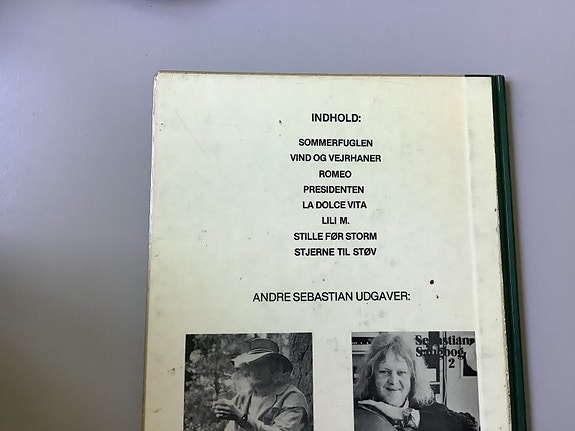 INDHOLD:
SOMMERFUGLEN
VIND OG VEJRHANER
ROMEO
PRESIDENTEN
LA DOLCE VITA
LILI M.
STILLE FØR STORM
STJERNE TIL STØV
ANDRE SEBASTIAN UDGAVER:
Sebastian
Sangbog
2